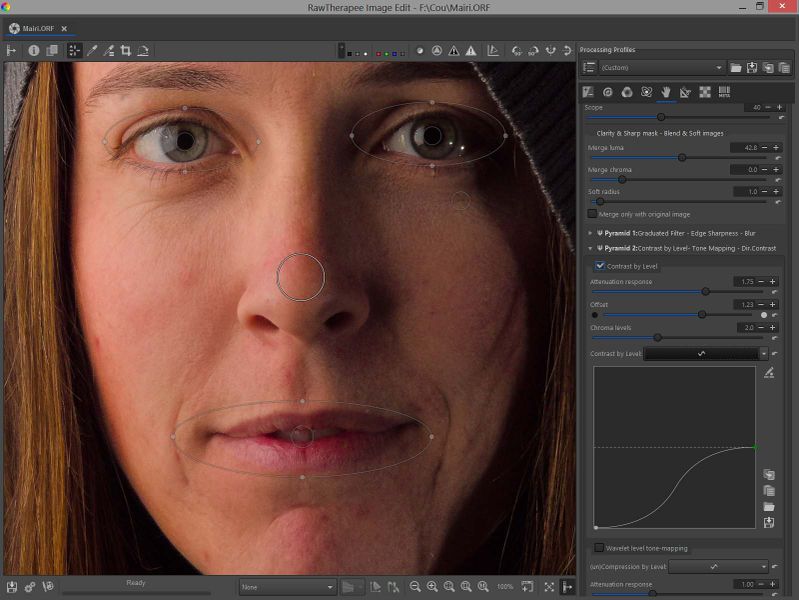 RawTherapee Image Edit - F:\Cou\Mairi.ORF
Mairi.ORF
Processing Profiles
(Custom)
META
Scope 40
Clarity & Sharp mask - Blend & Soft images
Merge luma 42.8
Merge chroma 0.0
Soft radius 1.0
Merge only with original image
Pyramid 1:Graduated Filter - Edge Sharpness - Blur
Pyramid 2:Contrast by Level- Tone Mapping - Dir.Contrast
Contrast by Level
Attenuation response 1.75
Offset 1.23
Chroma levels 2.0
Contrast by Level:
Wavelet level tone-mapping
(un)Compression by Level:
Attenuation response 1.00
Ready
None
100%